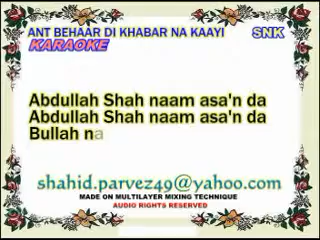 ANT BEHAAR DI KHABAR NA KAAYI SNK
KARAOKE
Abdullah Shah naam asa'n da
Abdullah Shah naam asa'n da
Bullah na
shahid.parvez49@yahoo.com
MADE ON MULTILAYER MIXING TECHNIQUE
AUDIO RIGHTS RESERVED